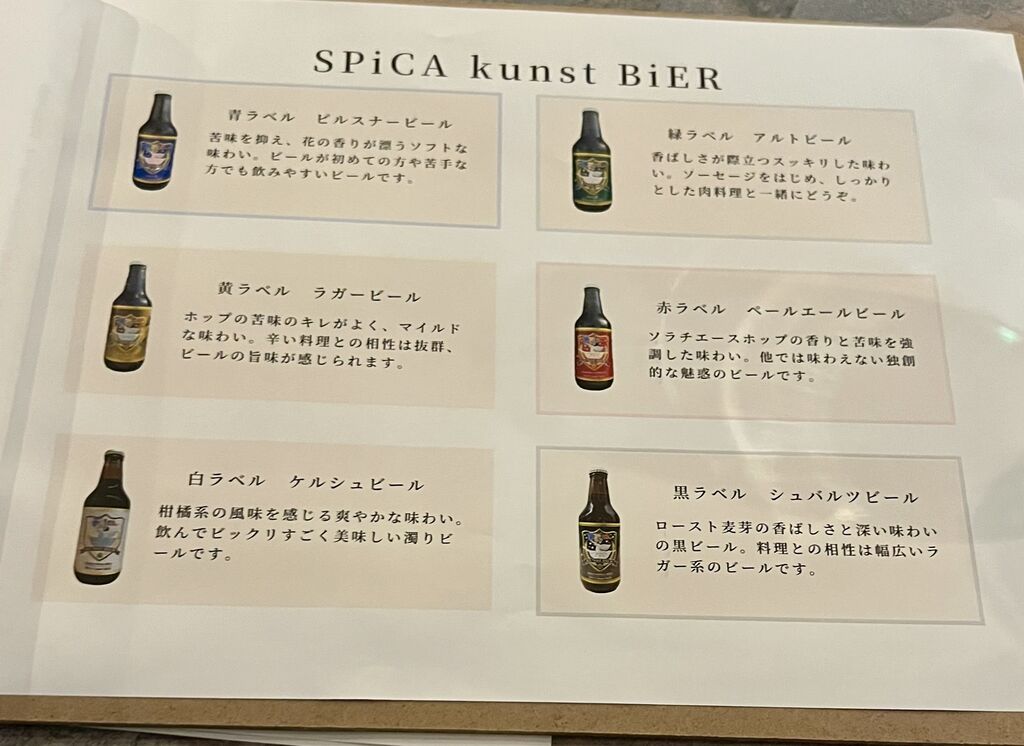 SPiCA kunst BiER
青ラベル　ピルスナービール
苦味を抑え、花の香りが漂うソフトな
味わい。ビールが初めての方や苦手な
方でも飲みやすいビールです。
緑ラベル　アルトビール
香ばしさが際立つスッキリした味わ
い。ソーセージをはじめ、しっかり
とした肉料理と一緒にどうぞ。
黄ラベル　ラガービール
ホップの苦味のキレがよく、マイルド
な味わい。辛い料理との相性は抜群、
ビールの旨味が感じられます。
赤ラベル　ペールエールビール
ソラチエースホップの香りと苦味を強
調した味わい。他では味わえない独創
的な魅惑のビールです。
白ラベル　ケルシュビール
柑橘系の風味を感じる爽やかな味わい。
飲んでビックリすごく美味しい濁りビ
ールです。
黒ラベル　シュバルツビール
ロースト麦芽の香ばしさと深い味わい
の黒ビール。料理との相性は幅広いラ
ガー系のビールです。